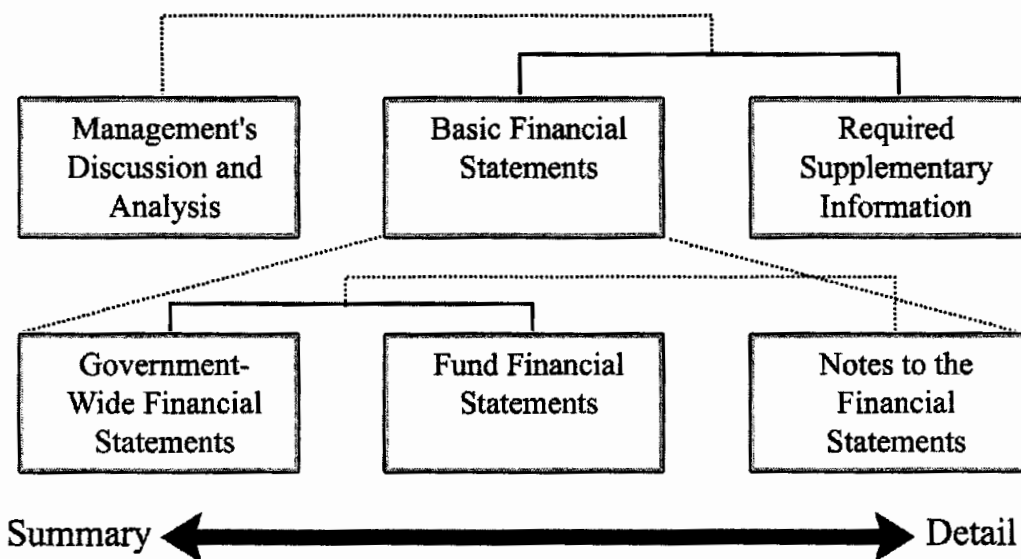 Management's
Discussion and
Analysis
Basic Financial
Statements
Required
Supplementary
Information
Government-
Wide Financial
Statements
Fund Financial
Statements
Notes to the
Financial
Statements
Summary
Detail